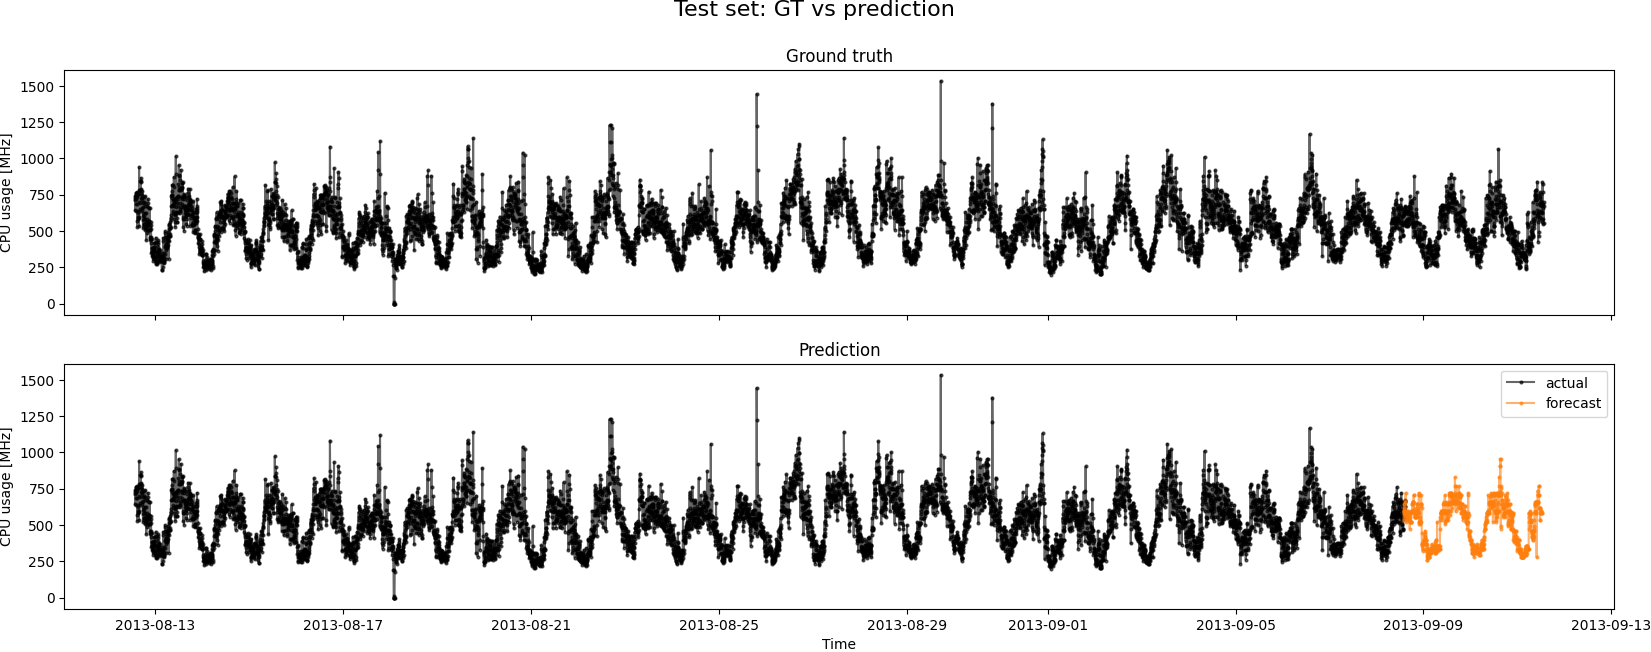 Test set: GT vs prediction
Ground truth
1500
1250
1000
750
500
250
0
CPU usage [MHz]
Prediction
1500
1250
1000
750
500
250
0
CPU usage [MHz]
actual
forecast
2013-08-13 2013-08-17 2013-08-21 2013-08-25 2013-08-29 2013-09-01 2013-09-05 2013-09-09 2013-09-13
Time